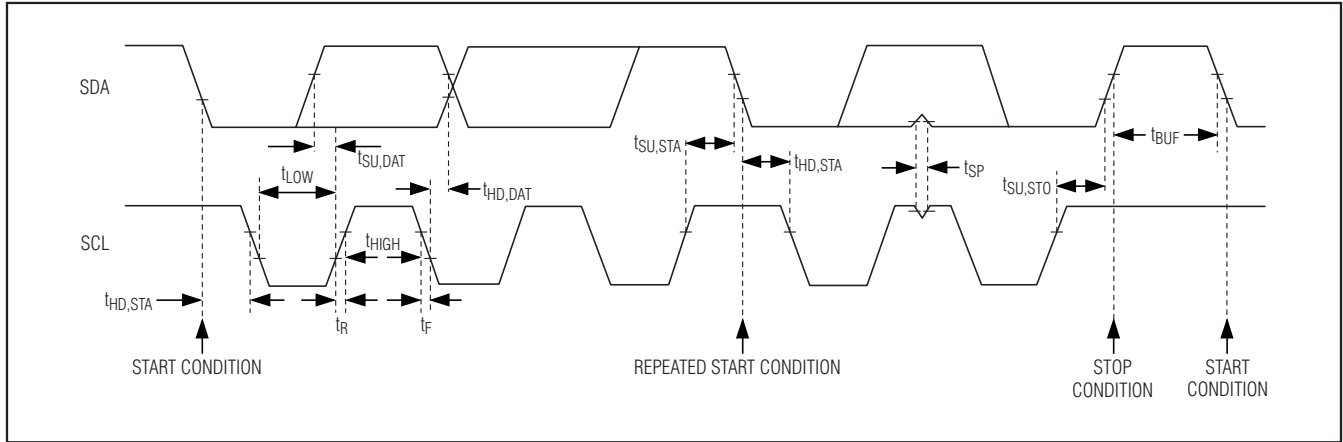 SDA
tSU,DAT
tLOW
tHD,DAT
tSU,STA
tHD,STA
tSP
tBUF
tSU,STO
SCL
tHIGH
tHD,STA
tR
tF
START CONDITION
REPEATED START CONDITION
STOP
CONDITION
START
CONDITION